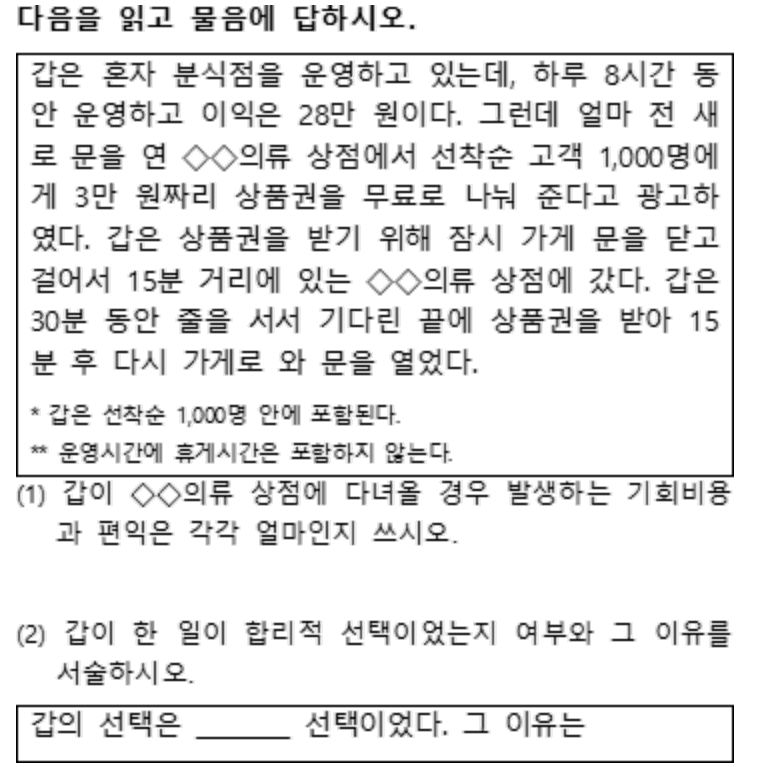 다음을 읽고 물음에 답하시오.
갑은 혼자 분식점을 운영하고 있는데, 하루 8시간 동
안 운영하고 이익은 28만 원이다. 그런데 얼마 전 새
로 문을 연 ◇◇의류 상점에서 선착순 고객 1,000명에
게 3만 원짜리 상품권을 무료로 나눠 준다고 광고하
였다. 갑은 상품권을 받기 위해 잠시 가게 문을 닫고
걸어서 15분 거리에 있는 ◇◇의류 상점에 갔다. 갑은
30분 동안 줄을 서서 기다린 끝에 상품권을 받아 15
분 후 다시 가게로 와 문을 열었다.
* 갑은 선착순 1,000명 안에 포함된다.
** 운영시간에 휴게시간은 포함하지 않는다.
(1) 갑이 ◇◇의류 상점에 다녀올 경우 발생하는 기회비용
과 편익은 각각 얼마인지 쓰시오.
(2) 갑이 한 일이 합리적 선택이었는지 여부와 그 이유를
서술하시오.
갑의 선택은 ______ 선택이었다. 그 이유는